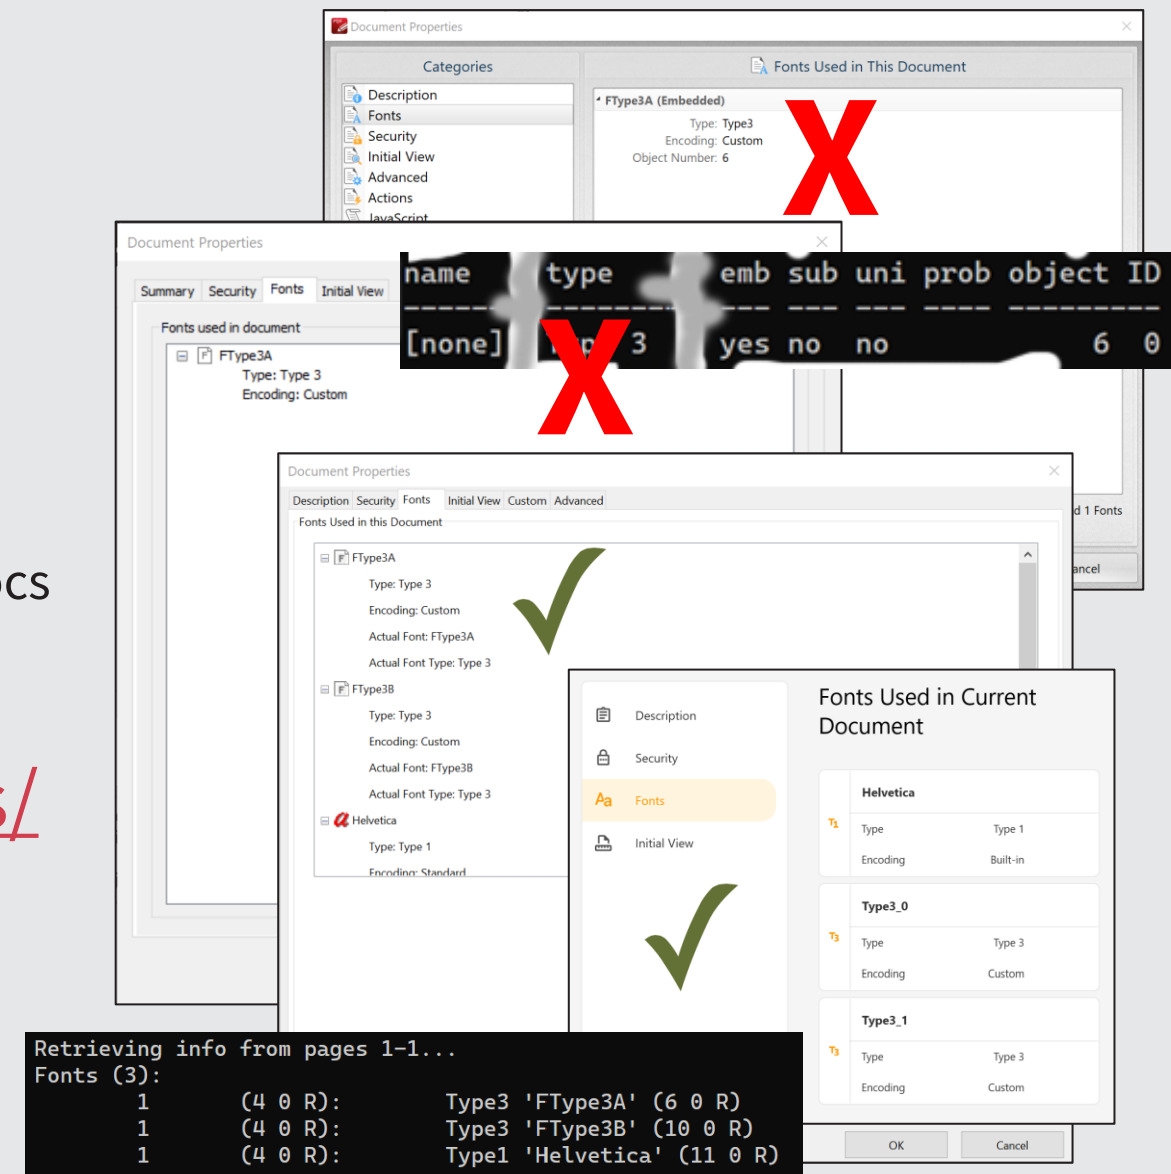 Document Properties
Categories
Fonts Used in This Document
Description
Fonts
Security
Initial View
Advanced
Actions
JavaScript
FType3A (Embedded)
Type: Type3
Encoding: Custom
Object Number: 6
d 1 Fonts
ancel
Document Properties
Summary Security Fonts Initial View
Fonts used in document
FType3A
Type: Type 3
Encoding: Custom
name type emb sub uni prob object ID
[none] 3 yes no no 6 0
X
X
ocs
s/
Document Properties
Description Security Fonts Initial View Custom Advanced
Fonts Used in this Document
FType3A
Type: Type 3
Encoding: Custom
Actual Font: FType3A
Actual Font Type: Type 3
FType3B
Type: Type 3
Encoding: Custom
Actual Font: FType3B
Actual Font Type: Type 3
Helvetica
Type: Type 1
Encoding: Standard
OK Cancel
Description
Security
Aa Fonts
Initial View
Fonts Used in Current
Document
Helvetica
T1
Type Type 1
Encoding Built-in
Type3_0
T3
Type Type 3
Encoding Custom
Type3_1
T3
Type Type 3
Encoding Custom
Retrieving info from pages 1-1...
Fonts (3):
1 (4 0 R): Type3 'FType3A' (6 0 R)
1 (4 0 R): Type3 'FType3B' (10 0 R)
1 (4 0 R): Type1 'Helvetica' (11 0 R)